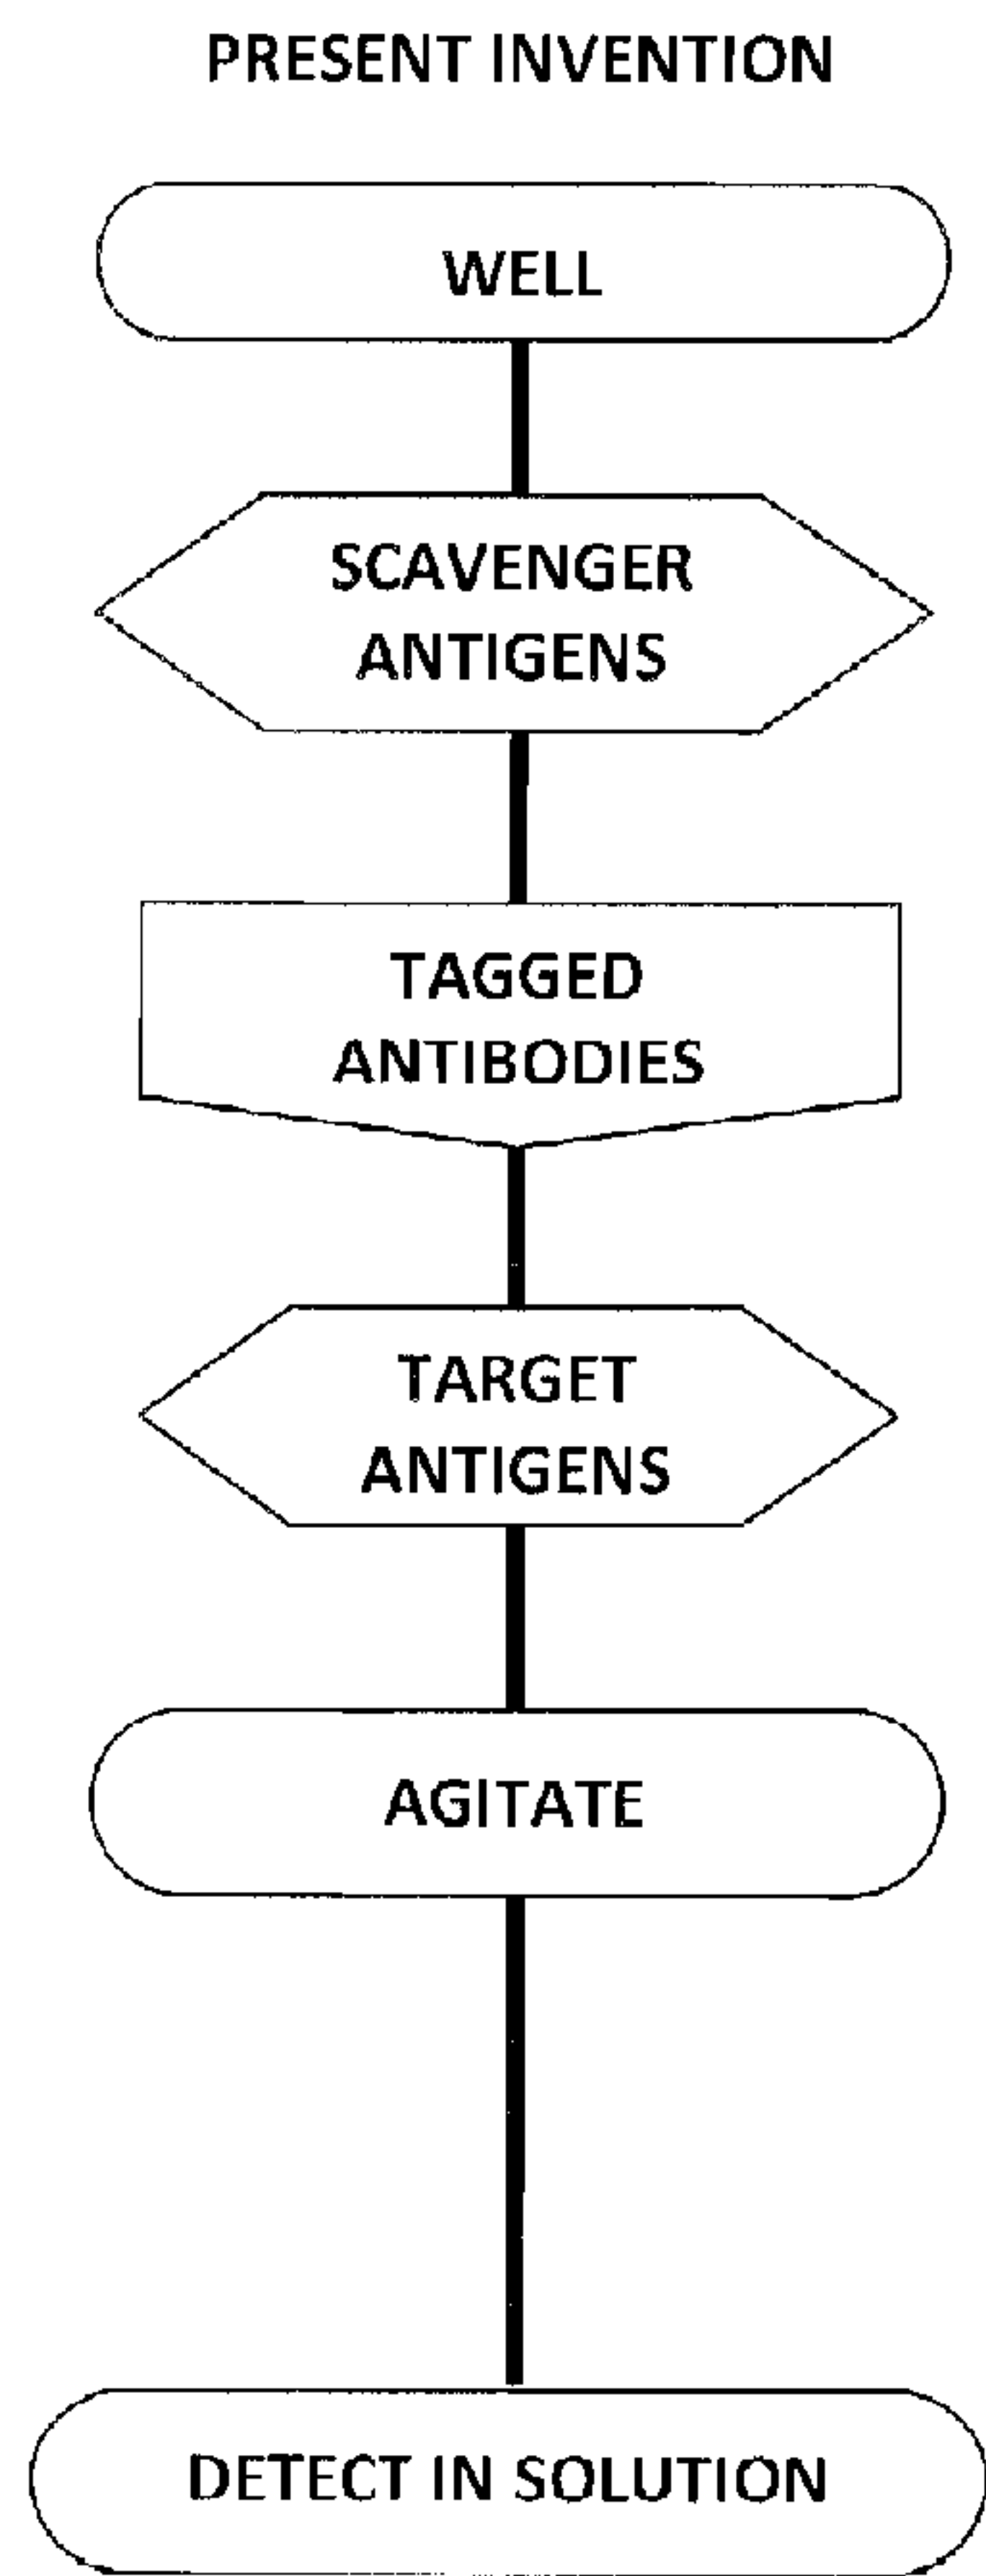 PRESENT INVENTION
WELL
SCAVENGER
ANTIGENS
TAGGED
ANTIBODIES
TARGET
ANTIGENS
AGITATE
DETECT IN SOLUTION